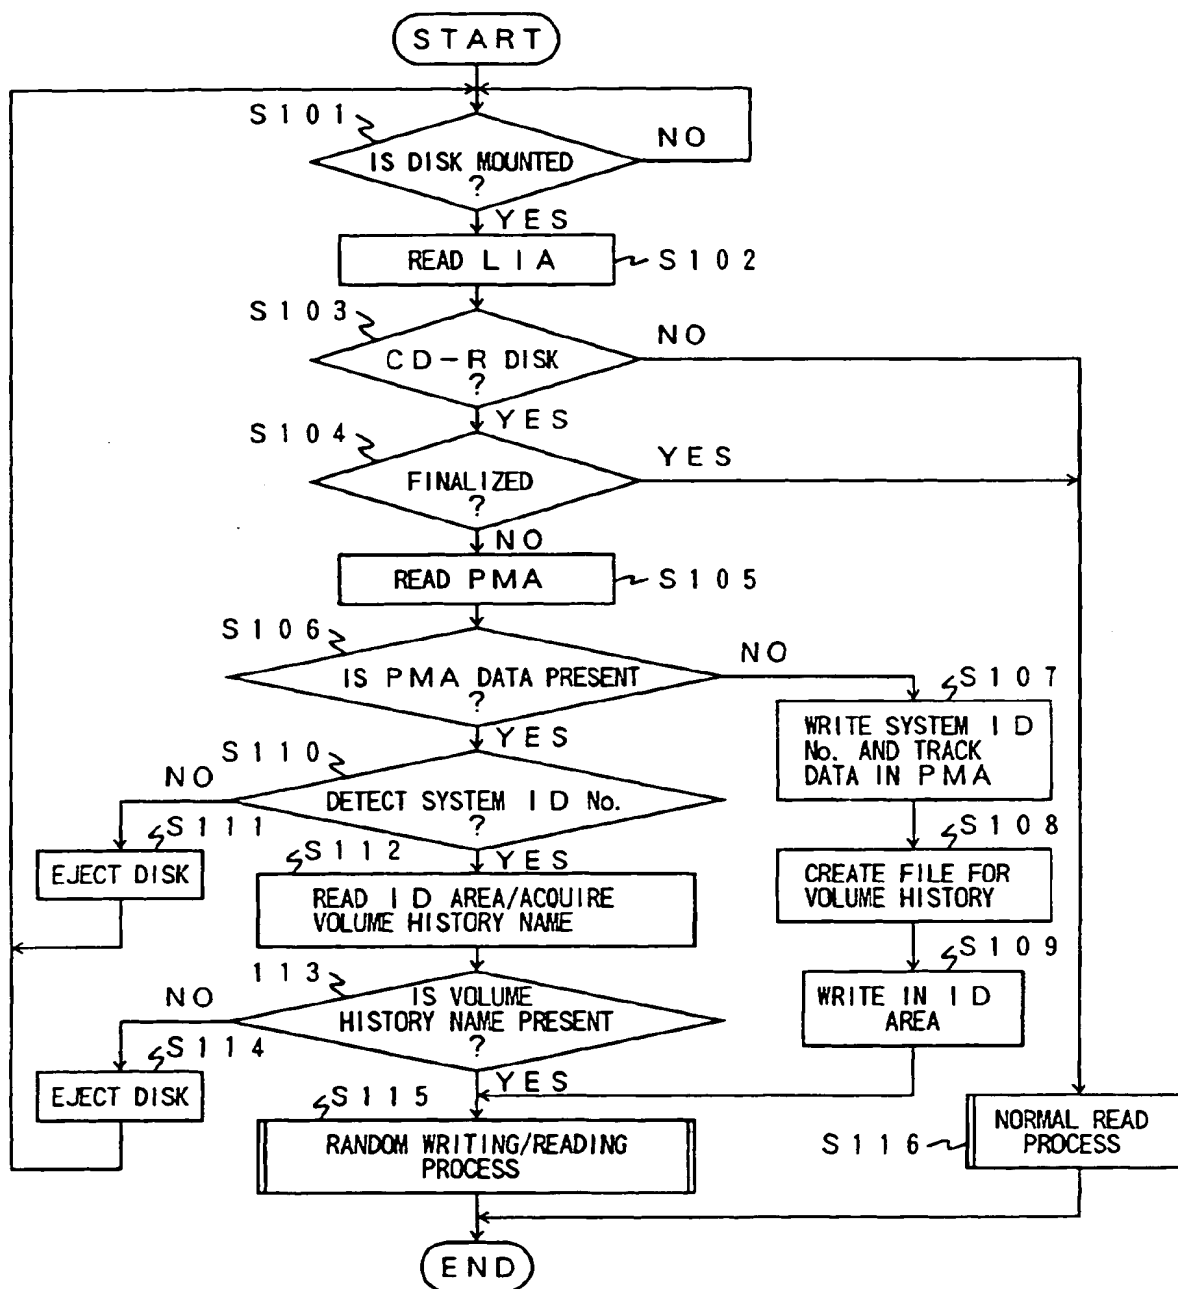 START
S101
IS DISK MOUNTED
?
NO
YES
READ LIA
S102
S103
CD-R DISK
?
NO
YES
S104
FINALIZED
?
YES
NO
READ PMA
S105
S106
IS PMA DATA PRESENT
?
NO
YES
S107
WRITE SYSTEM ID
No. AND TRACK
DATA IN PMA
S110
DETECT SYSTEM ID No.
?
NO
YES
S111
EJECT DISK
S108
CREATE FILE FOR
VOLUME HISTORY
S112
READ ID AREA/ACQUIRE
VOLUME HISTORY NAME
S109
WRITE IN ID
AREA
113
IS VOLUME
HISTORY NAME PRESENT
?
NO
YES
S114
EJECT DISK
S115
RANDOM WRITING/READING
PROCESS
S116
NORMAL READ
PROCESS
END